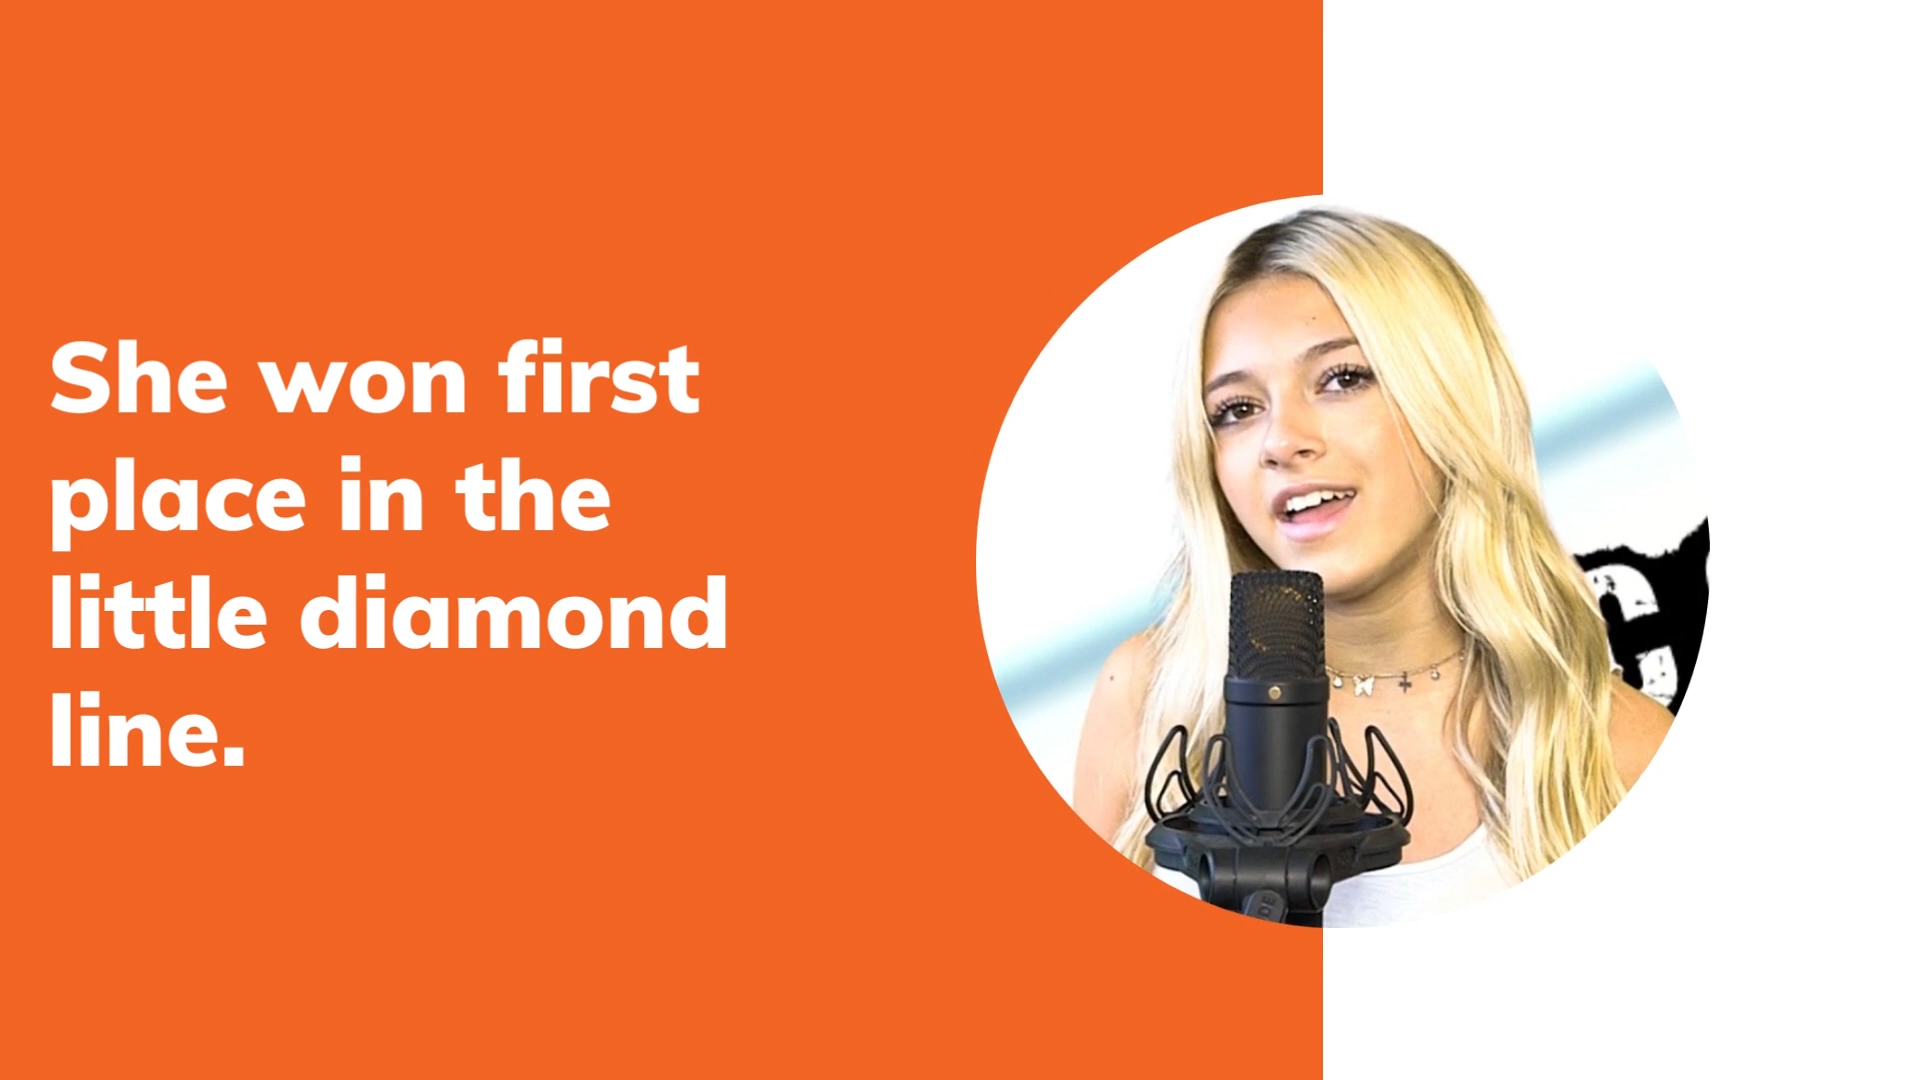 She won first
place in the
little diamond
line.